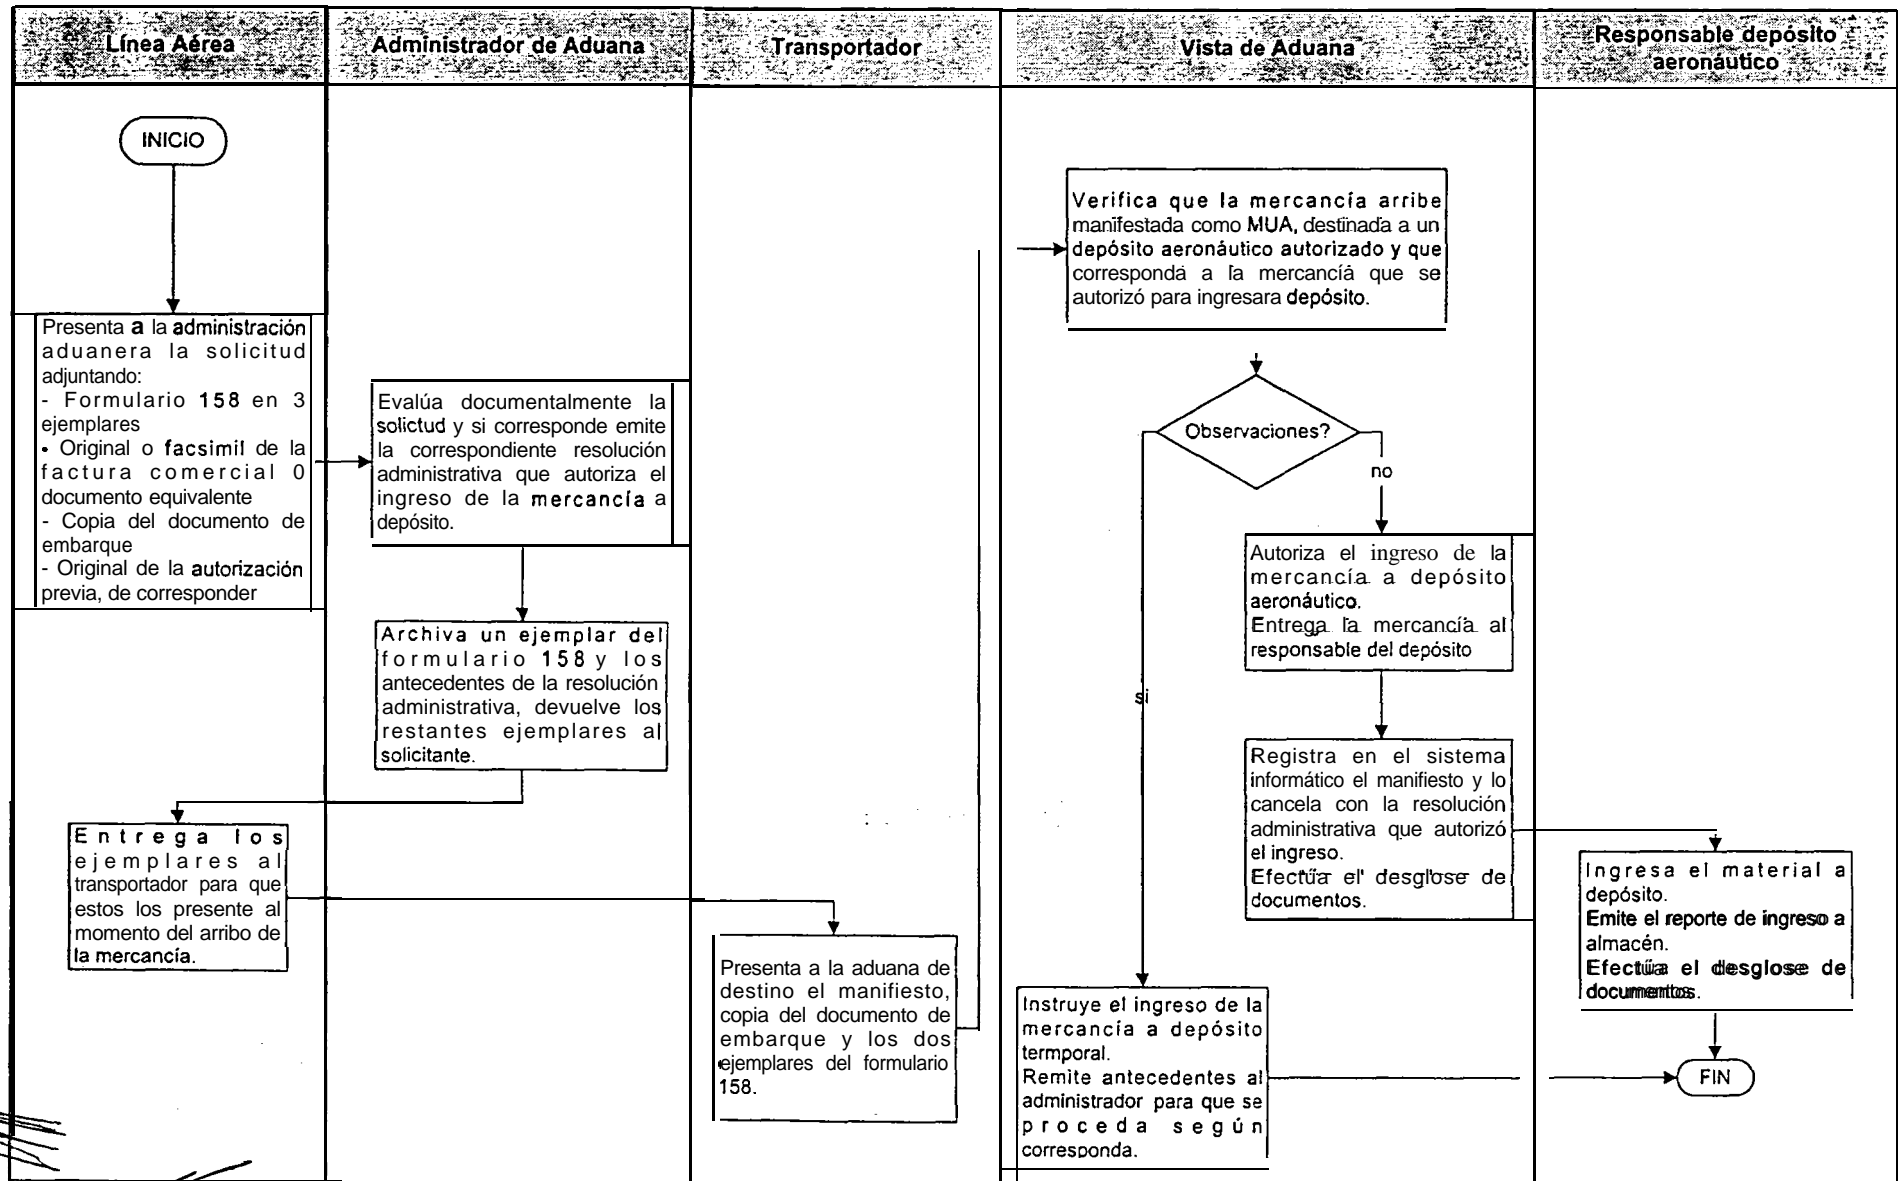 Línea Aérea
Administrador de Aduana
Transportador
Vista de Aduana
Responsable depósito
aeronáutico
INICIO
Presenta a la administración
aduanera la solicitud
adjuntando:
- Formulario 158 en 3
ejemplares
- Original o facsimil de la
factura comercial 0
documento equivalente
- Copia del documento de
embarque
- Original de la autorización
previa, de corresponder
Evalúa documentalmente la
solictud y si corresponde emite
la correspondiente resolución
administrativa que autoriza el
ingreso de la mercancía a
depósito.
Archiva un ejemplar del
formulario 158 y los
antecedentes de la resolución
administrativa, devuelve los
restantes ejemplares al
solicitante.
Entrega los
ejemplares al
transportador para que
estos los presente al
momento del arribo de
la mercancía.
Presenta a la aduana de
destino el manifiesto,
copia del documento de
embarque y los dos
ejemplares del formulario
158.
Verifica que la mercancía arribe
manifestada como MUA, destinada a un
depósito aeronáutico autorizado y que
corresponda a la mercancía que se
autorizó para ingresara depósito.
Observaciones?
no
si
Autoriza el ingreso de la
mercancía a depósito
aeronáutico.
Entrega la mercancía al
responsable del depósito
Registra en el sistema
informático el manifiesto y lo
cancela con la resolución
administrativa que autorizó
el ingreso.
Efectúa el desglose de
documentos.
Instruye el ingreso de la
mercancía a depósito
termporal.
Remite antecedentes al
administrador para que se
proceda según
corresponda.
Ingresa el material a
depósito.
Emite el reporte de ingreso a
almacén.
Efectúa el desglose de
documentos.
FIN